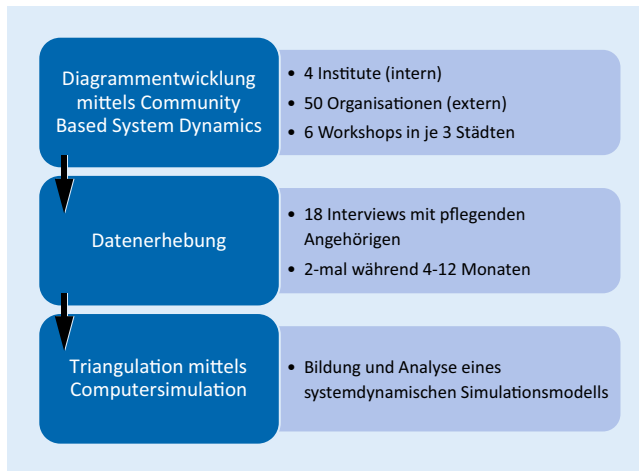 Diagrammentwicklung
mittels Community
Based System Dynamics
• 4 Institute (intern)
• 50 Organisationen (extern)
• 6 Workshops in je 3 Städten
Datenerhebung
• 18 Interviews mit pflegenden
Angehörigen
• 2-mal während 4-12 Monaten
Triangulation mittels
Computersimulation
• Bildung und Analyse eines
systemdynamischen Simulationsmodells